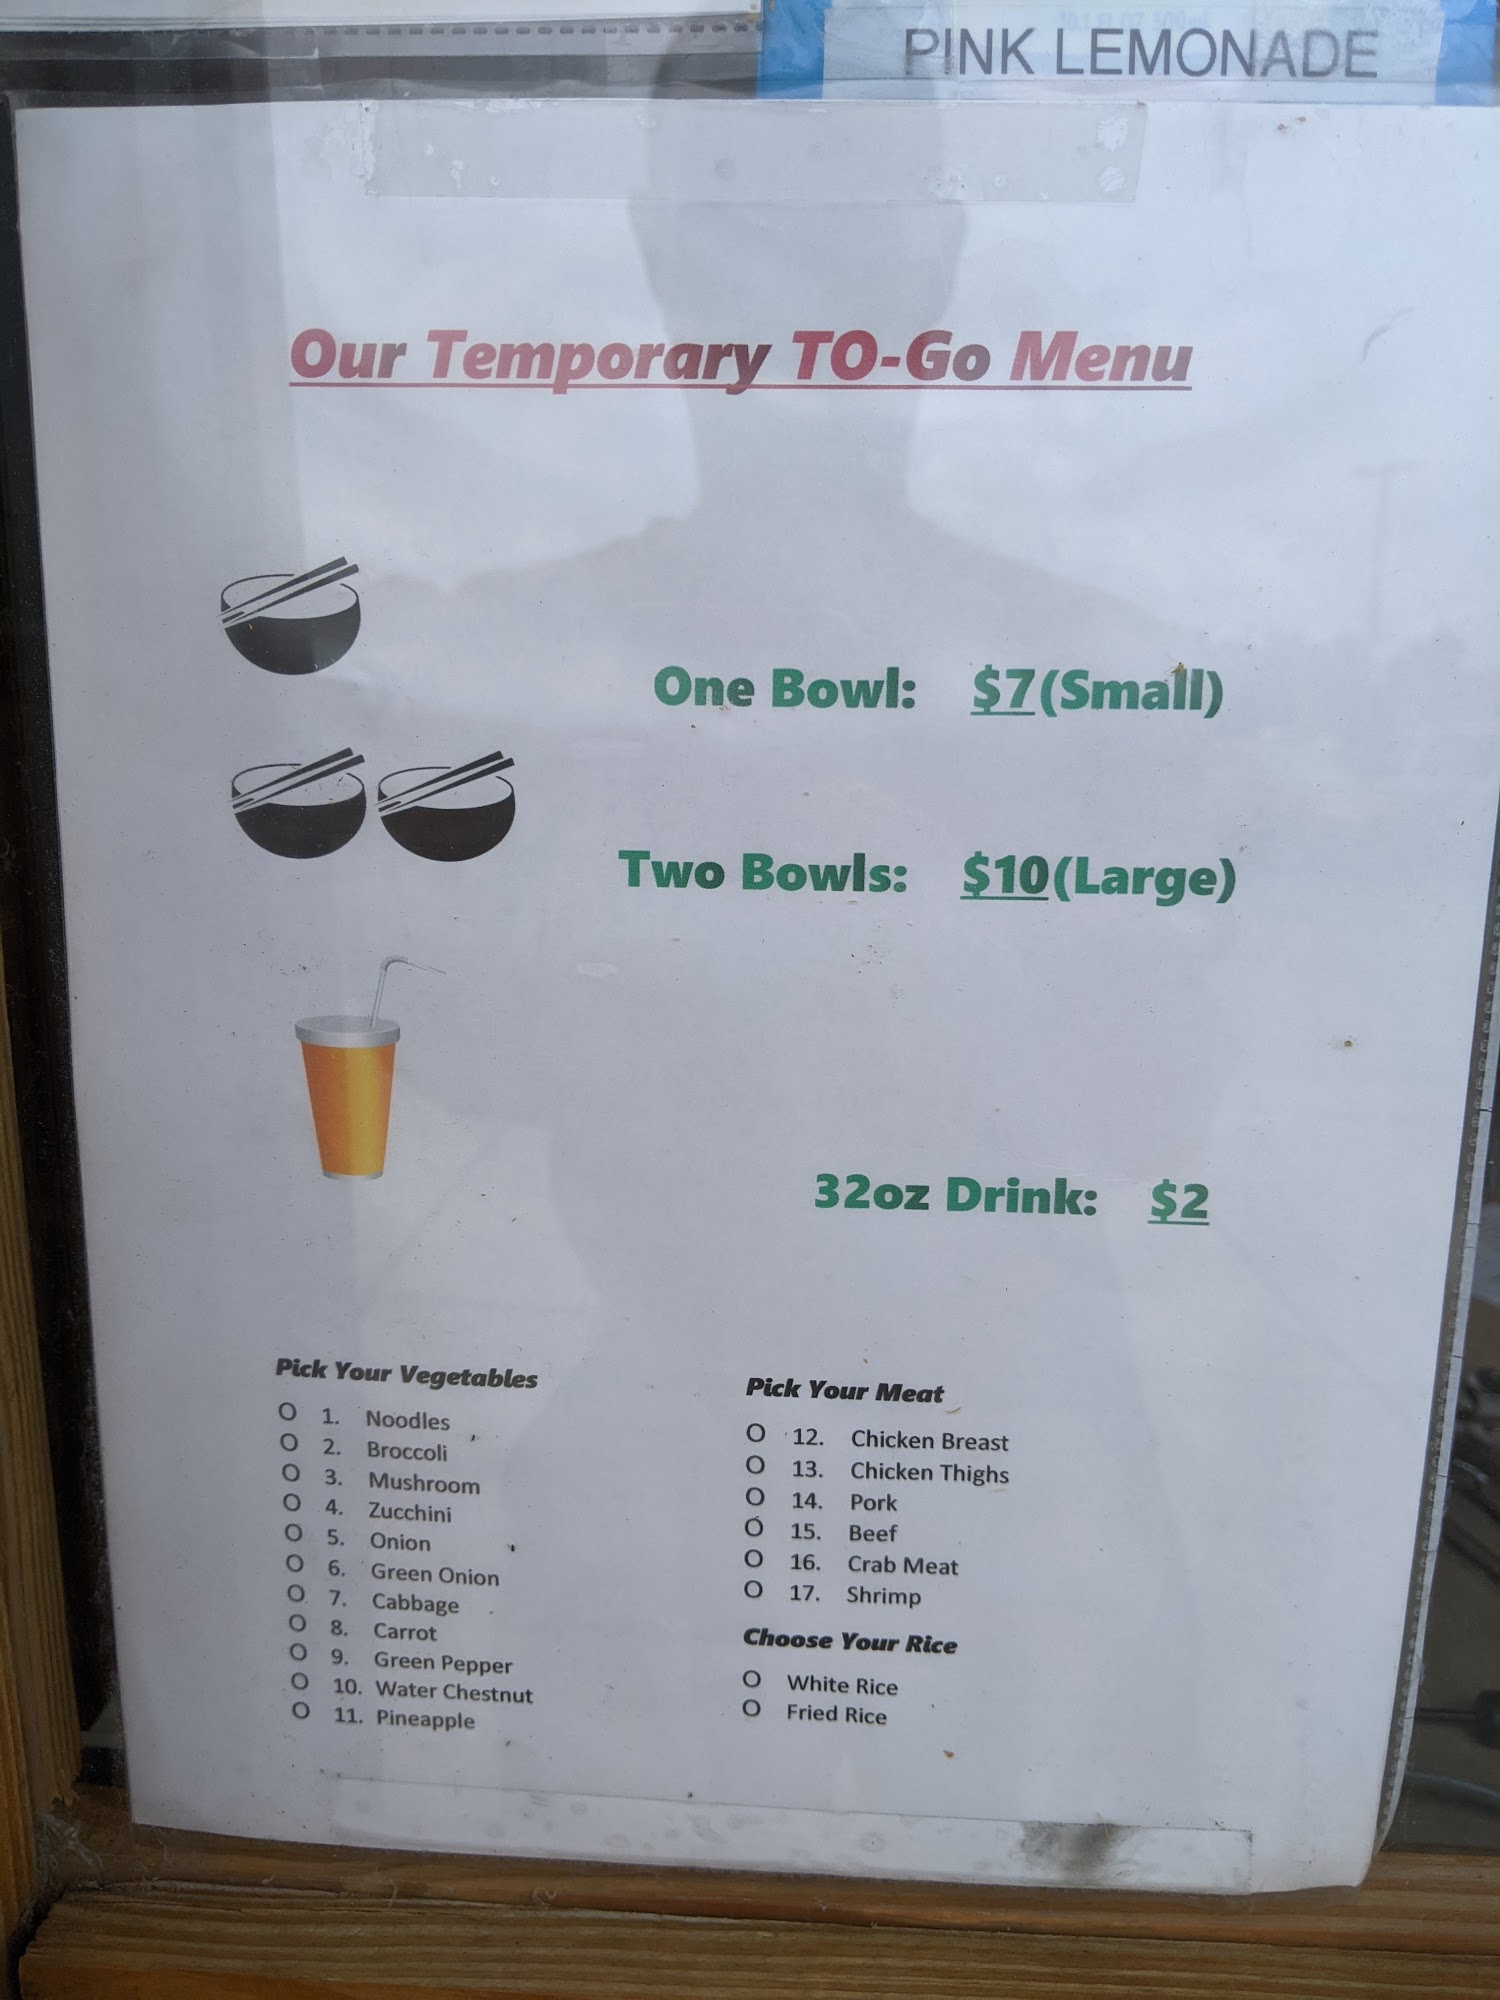 PINK LEMONADE
Our Temporary TO-Go Menu
One Bowl: $7(Small)
Two Bowls: $10(Large)
32oz Drink: $2
Pick Your Vegetables
O 1. Noodles
O 2. Broccoli
O 3. Mushroom
O 4. Zucchini
O 5. Onion
O 6. Green Onion
O 7. Cabbage
O 8. Carrot
O 9. Green Pepper
O 10. Water Chestnut
O 11. Pineapple
Pick Your Meat
O 12. Chicken Breast
O 13. Chicken Thighs
O 14. Pork
O 15. Beef
O 16. Crab Meat
O 17. Shrimp
Choose Your Rice
O White Rice
O Fried Rice